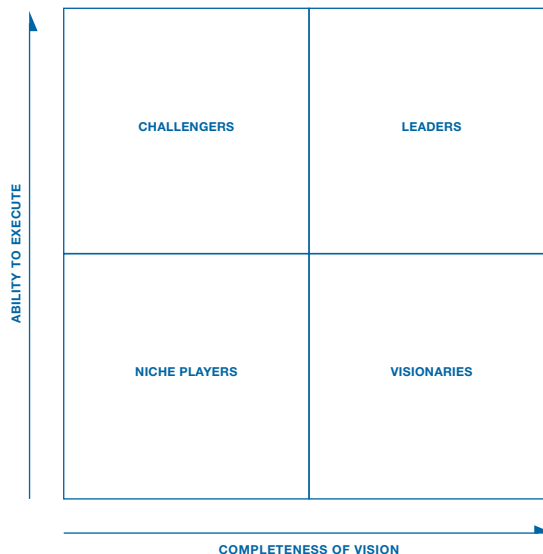 CHALLENGERS
LEADERS
ABILITY TO EXECUTE
NICHE PLAYERS
VISIONARIES
COMPLETENESS OF VISION